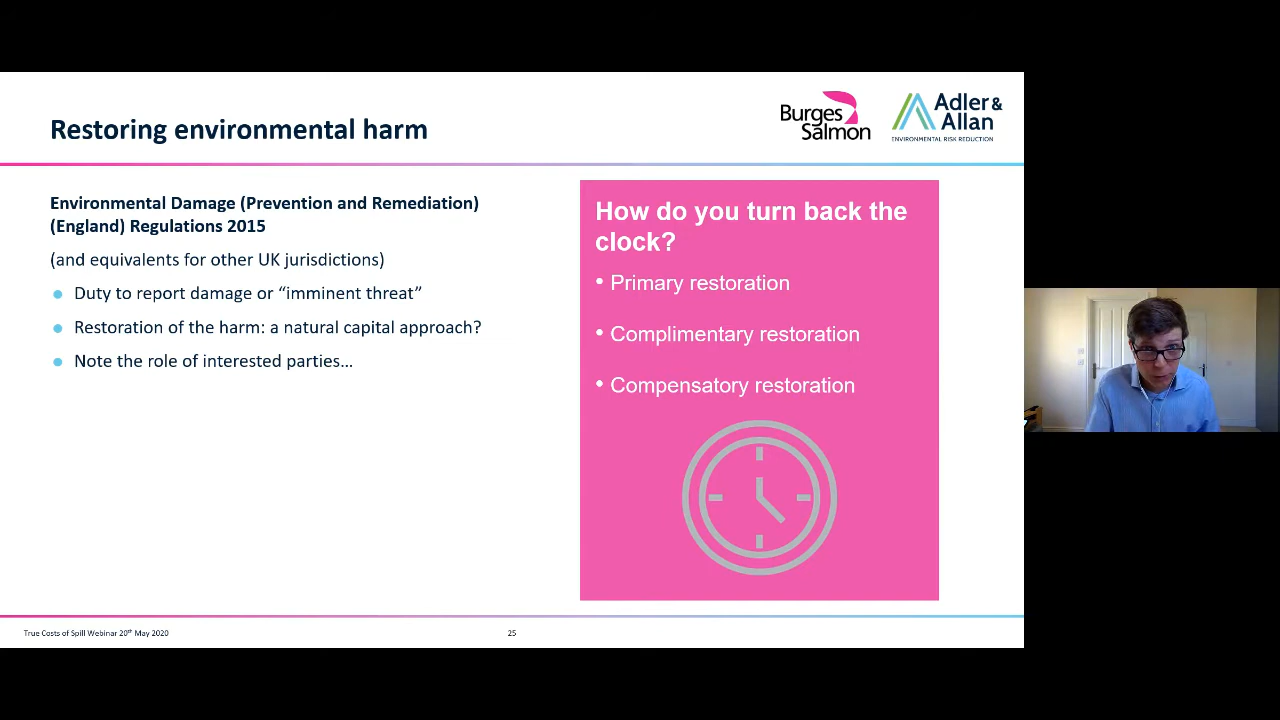 Restoring environmental harm
Burges
Salmon
Adler &
Allan
ENVIRONMENTAL RISK REDUCTION
Environmental Damage (Prevention and Remediation)
(England) Regulations 2015
(and equivalents for other UK jurisdictions)
• Duty to report damage or “imminent threat”
• Restoration of the harm: a natural capital approach?
• Note the role of interested parties…
How do you turn back the
clock?
• Primary restoration
• Complimentary restoration
• Compensatory restoration
True Costs of Spill Webinar 20th May 2020
25